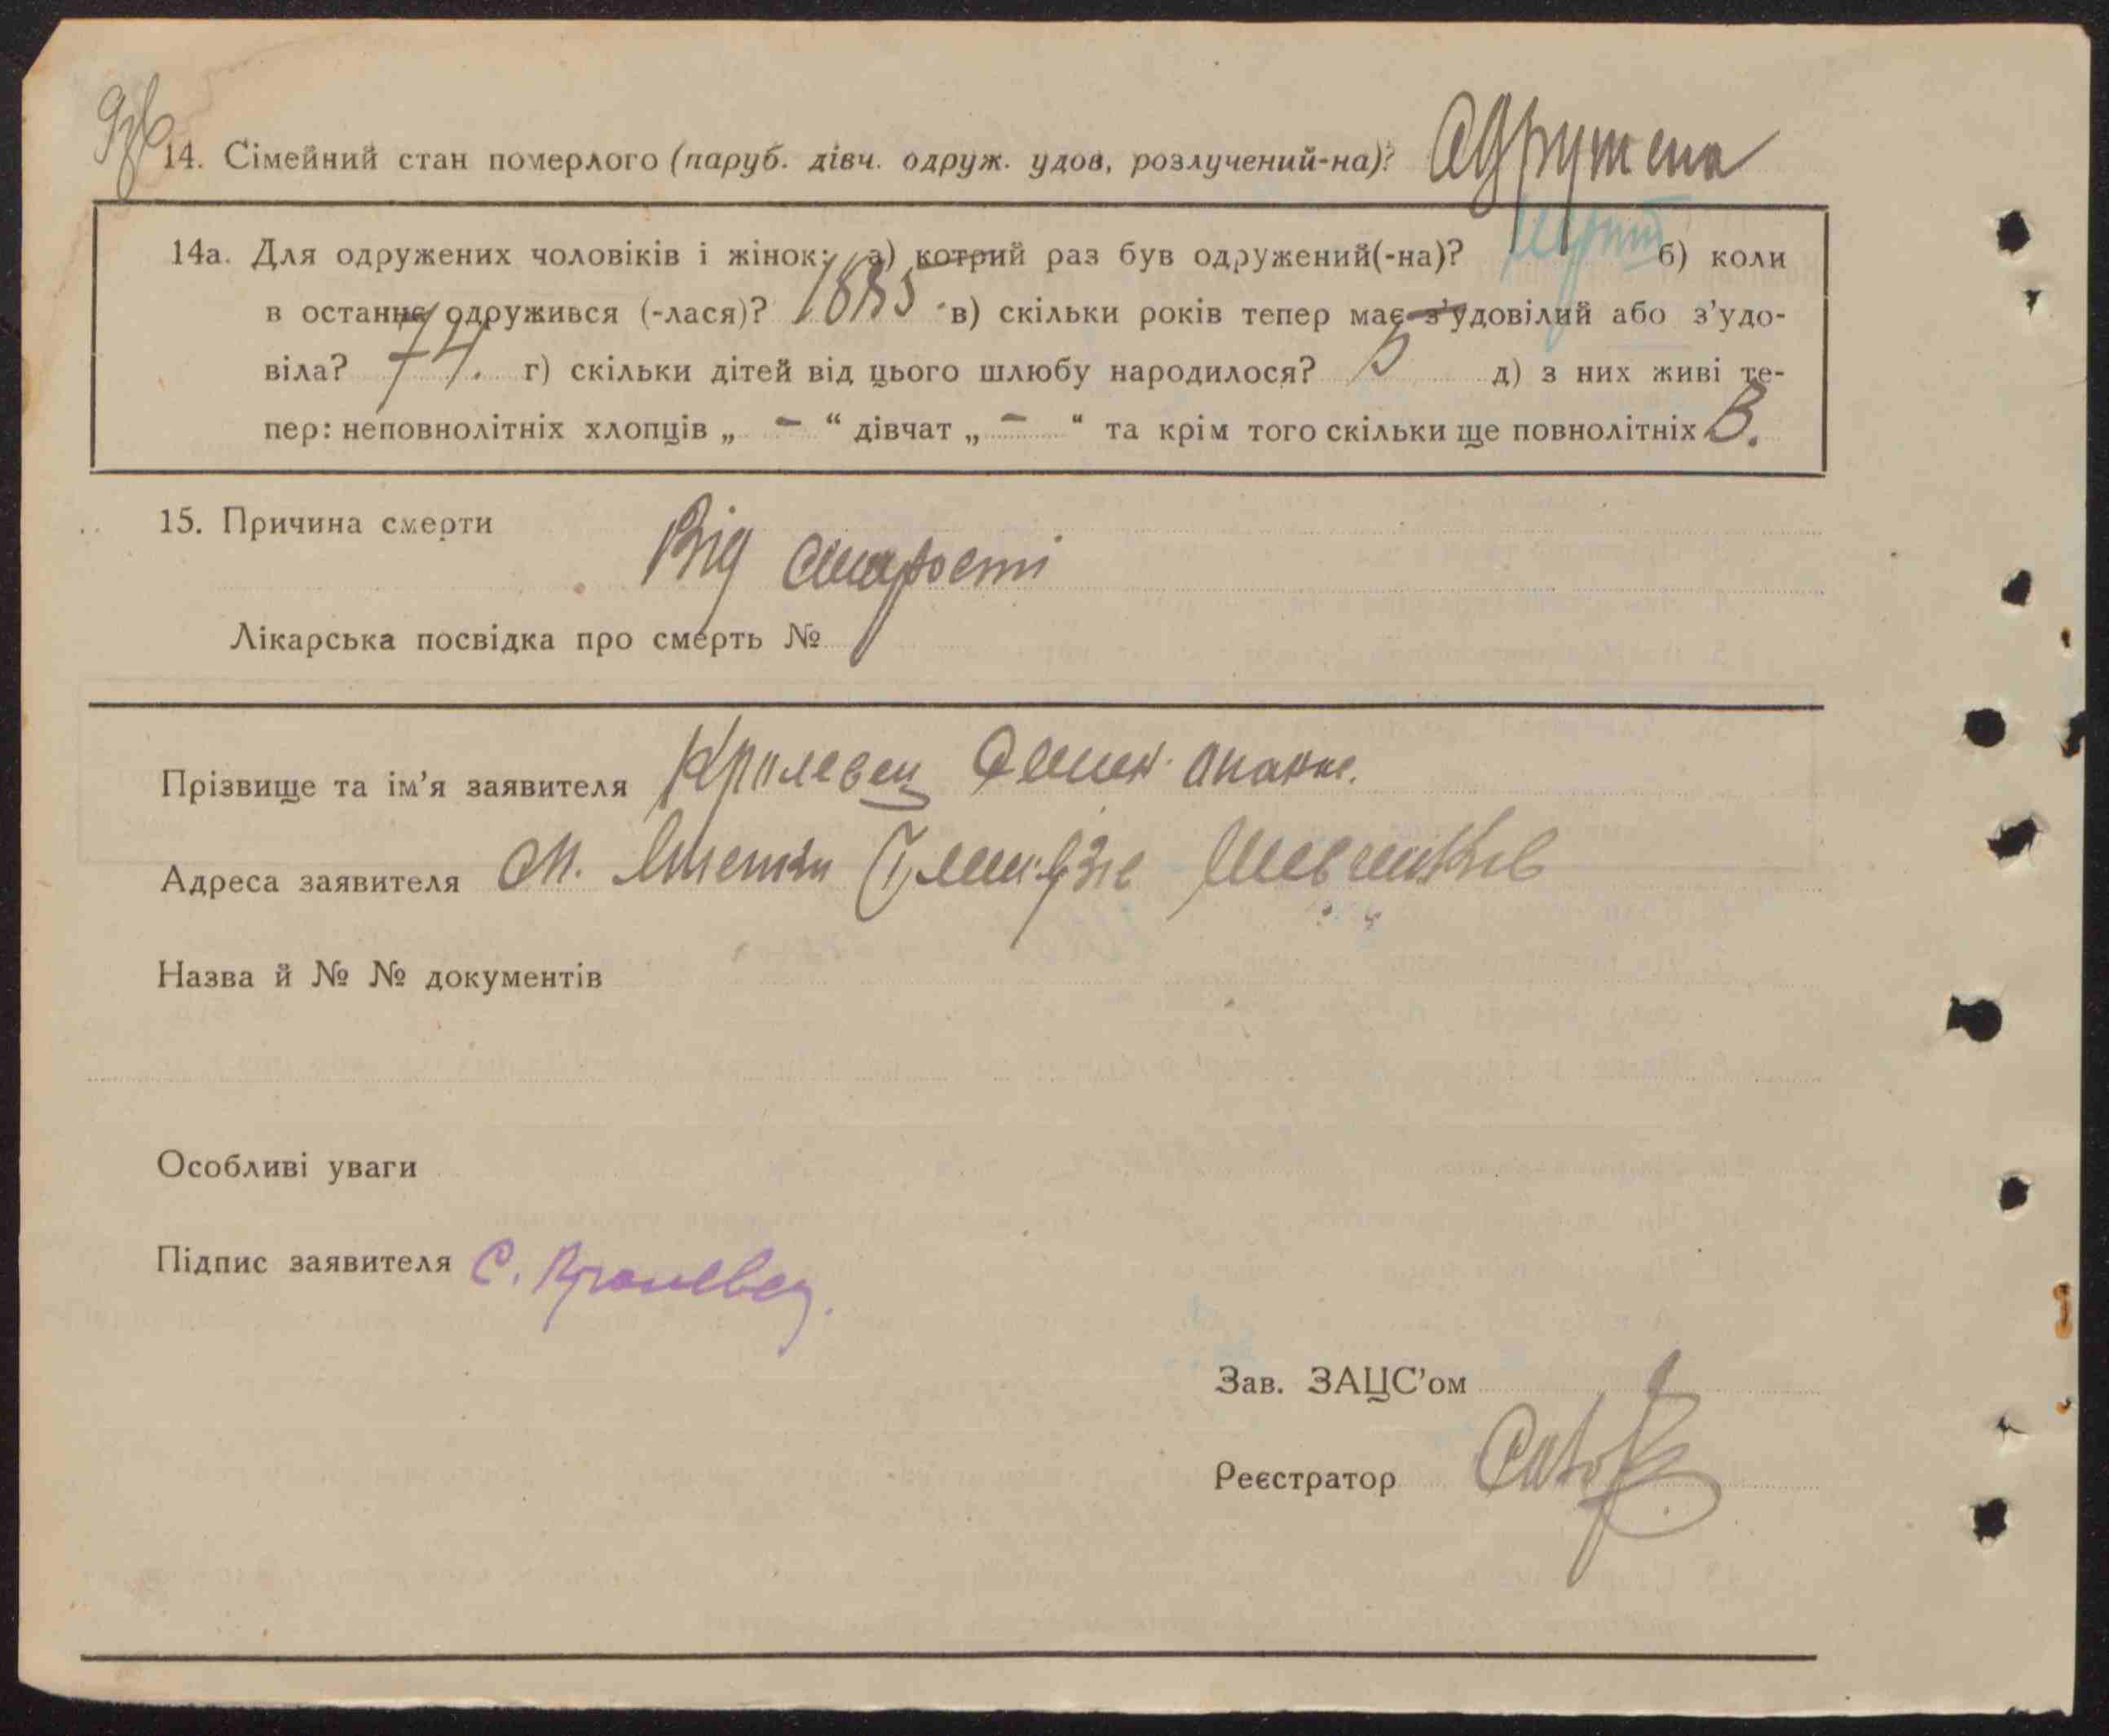 14. Сімейний стан померлого (паруб. дівч. одруж. удов, розлучений-на)? Одружена
14а. Для одружених чоловіків і жінок: а) котрий раз був одружений(-на)? перший б) коли
в останнє одружився (-лася)? 1885 в) скільки років тепер має з'удовілий або з'удо-
віла? 74. г) скільки дітей від цього шлюбу народилося? 5 д) з них живі те-
пер: неповнолітніх хлопців „ – “ дівчат „ – “ та крім того скільки ще повнолітніх
15. Причина смерти
Від старости
Лікарська посвідка про смерть №
Прізвище та ім'я заявителя Кролевец
Адреса заявителя м.
Назва й № № документів
Особливі уваги
Підпис заявителя С. Кролевец.
Зав. ЗАЦС'ом
Реєстратор